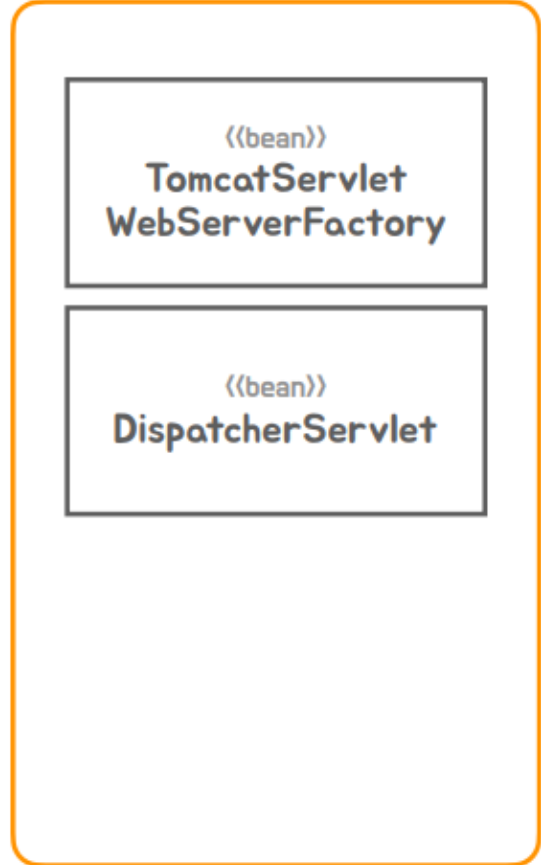 ⟪bean⟫
TomcatServlet
WebServerFactory
⟪bean⟫
DispatcherServlet